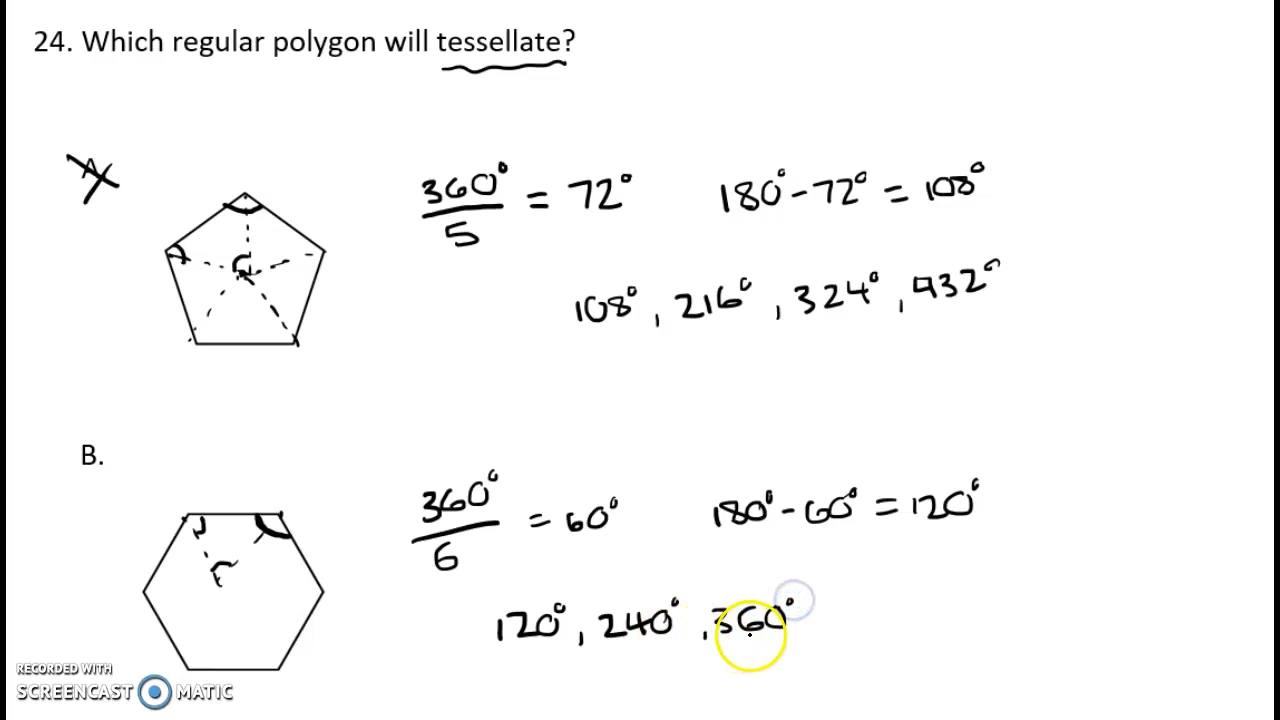 24. Which regular polygon will tessellate?
A
360°/5 = 72° 180° - 72° = 108°
108°, 216°, 324°, 432°
B.
360°/6 = 60° 180° - 60° = 120°
120°, 240°, 360°
RECORDED WITH
SCREENCAST MATIC